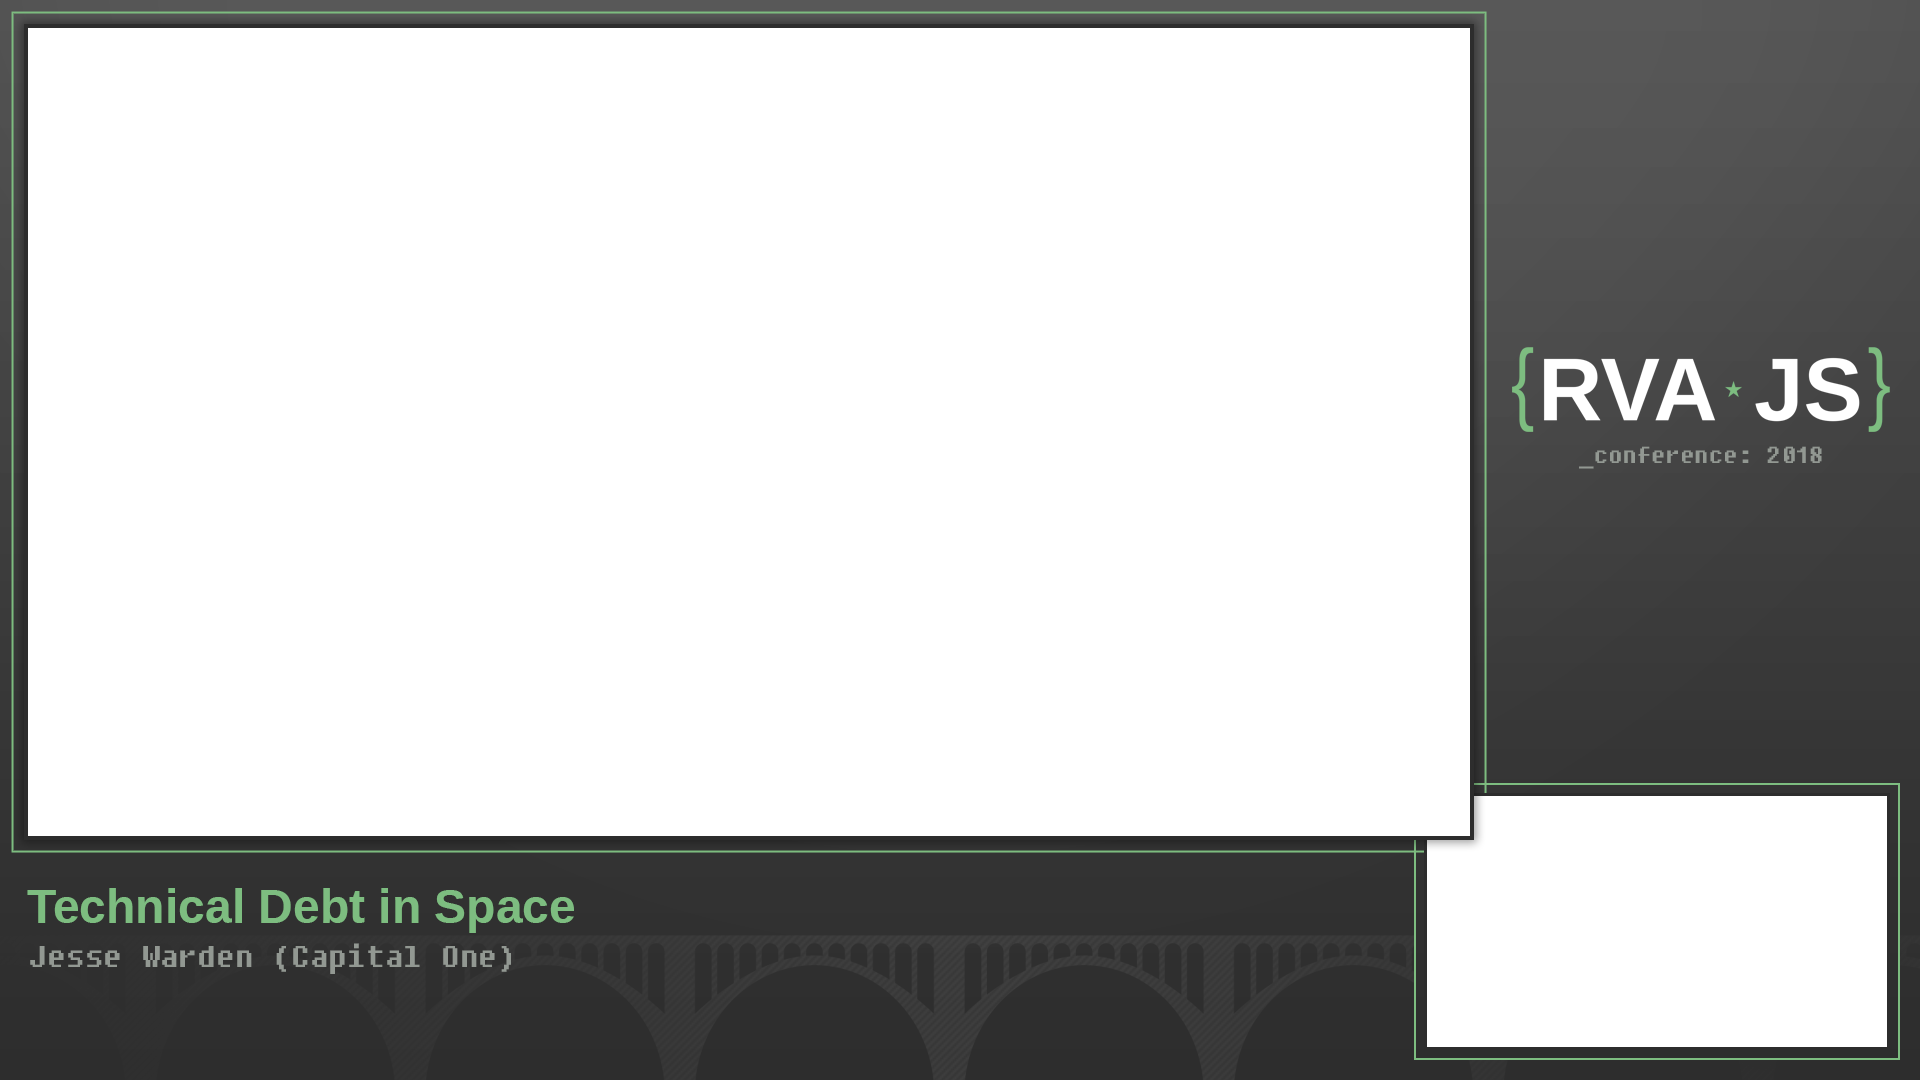 {RVA★JS}
_conference: 2018
Technical Debt in Space
Jesse Warden (Capital One)